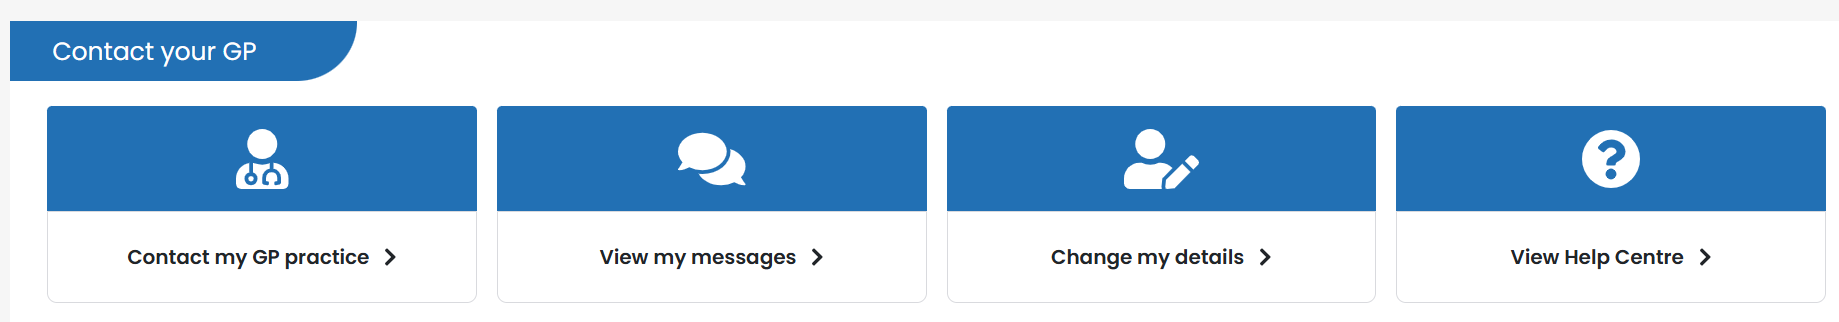 Contact your GP
Contact my GP practice
View my messages
Change my details
View Help Centre